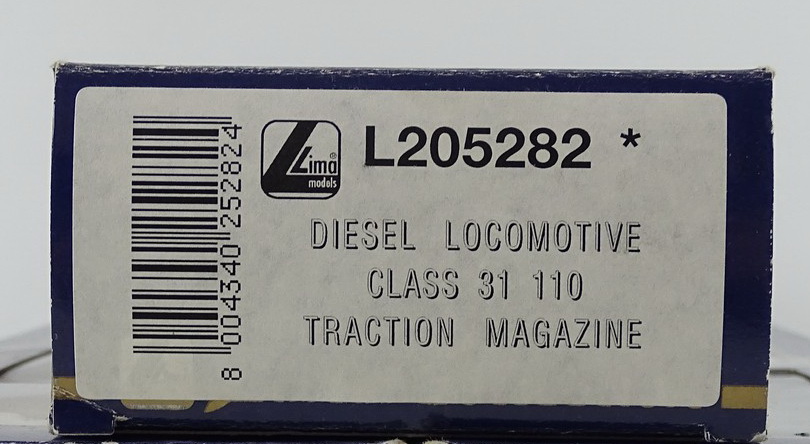 8 004340 252824
Lima®
models
L205282 *
DIESEL LOCOMOTIVE
CLASS 31 110
TRACTION MAGAZINE